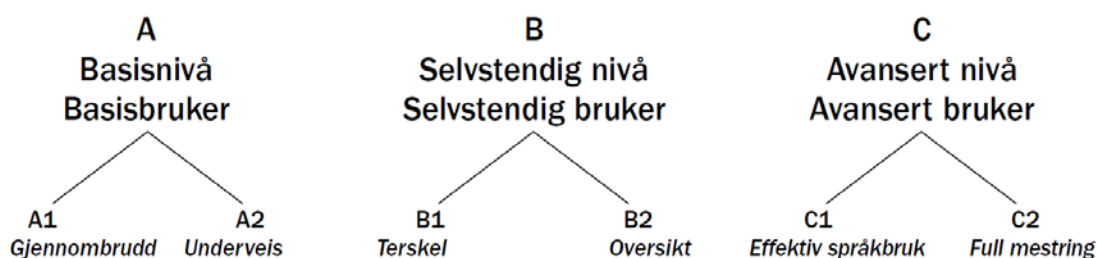 A
Basisnivå
Basisbruker
A1
Gjennombrudd
A2
Underveis
B
Selvstendig nivå
Selvstendig bruker
B1
Terskel
B2
Oversikt
C
Avansert nivå
Avansert bruker
C1
Effektiv språkbruk
C2
Full mestring